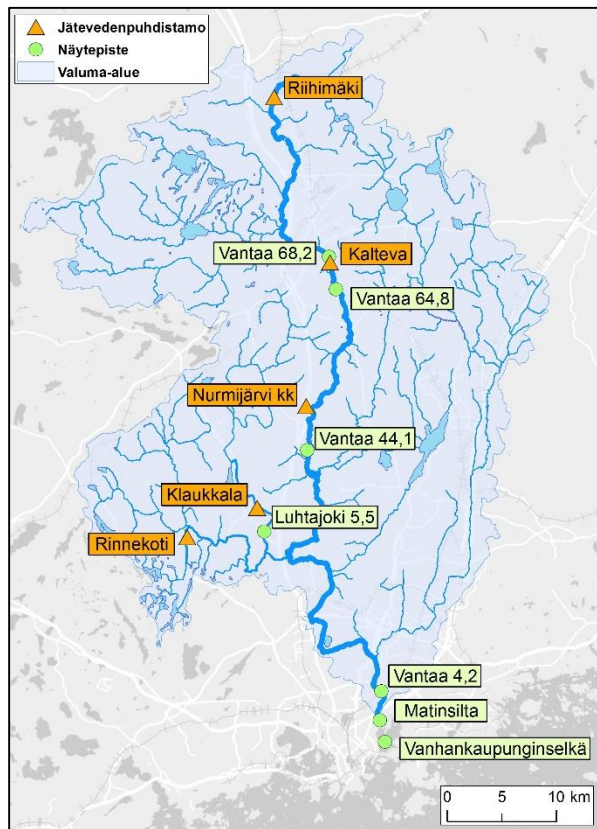 Jätevedenpuhdistamo
Näytepiste
Valuma-alue
Riihimäki
Vantaa 68,2
Kalteva
Vantaa 64,8
Nurmijärvi kk
Vantaa 44,1
Klaukkala
Luhtajoki 5,5
Rinnekoti
Vantaa 4,2
Matinsilta
Vanhankaupunginselkä
0 5 10 km